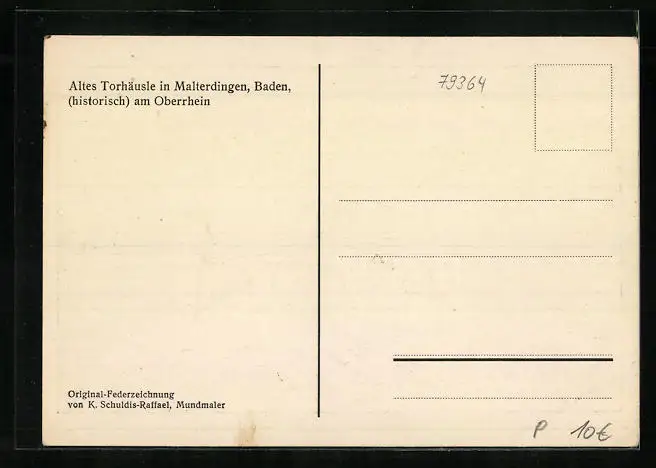 Altes Torhäusle in Malterdingen, Baden,
(historisch) am Oberrhein
79364
Original-Federzeichnung
von K. Schuldis-Raffael, Mundmaler
P 10€